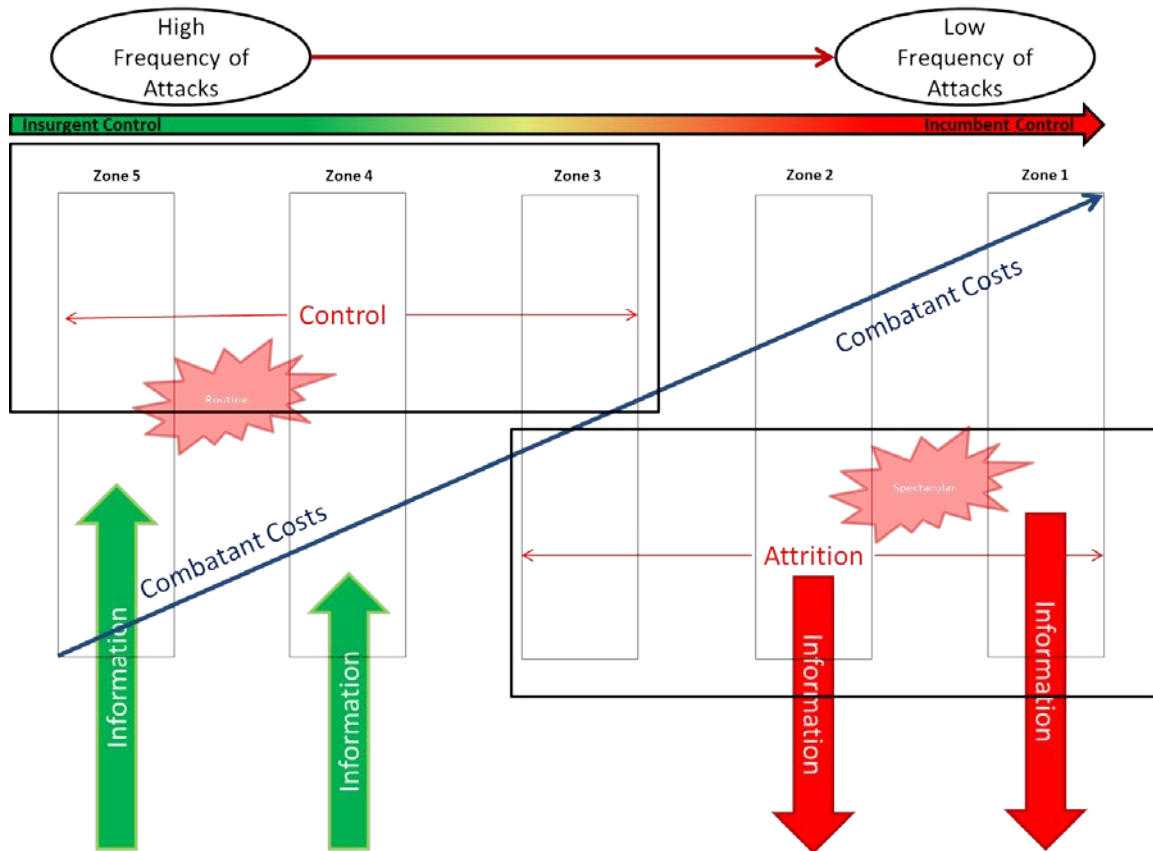 High
Frequency of
Attacks
Low
Frequency of
Attacks
Insurgent Control
Incumbent Control
Zone 5
Zone 4
Zone 3
Zone 2
Zone 1
Control
Combatant Costs
Routine
Spectacular
Combatant Costs
Attrition
Information
Information
Information
Information